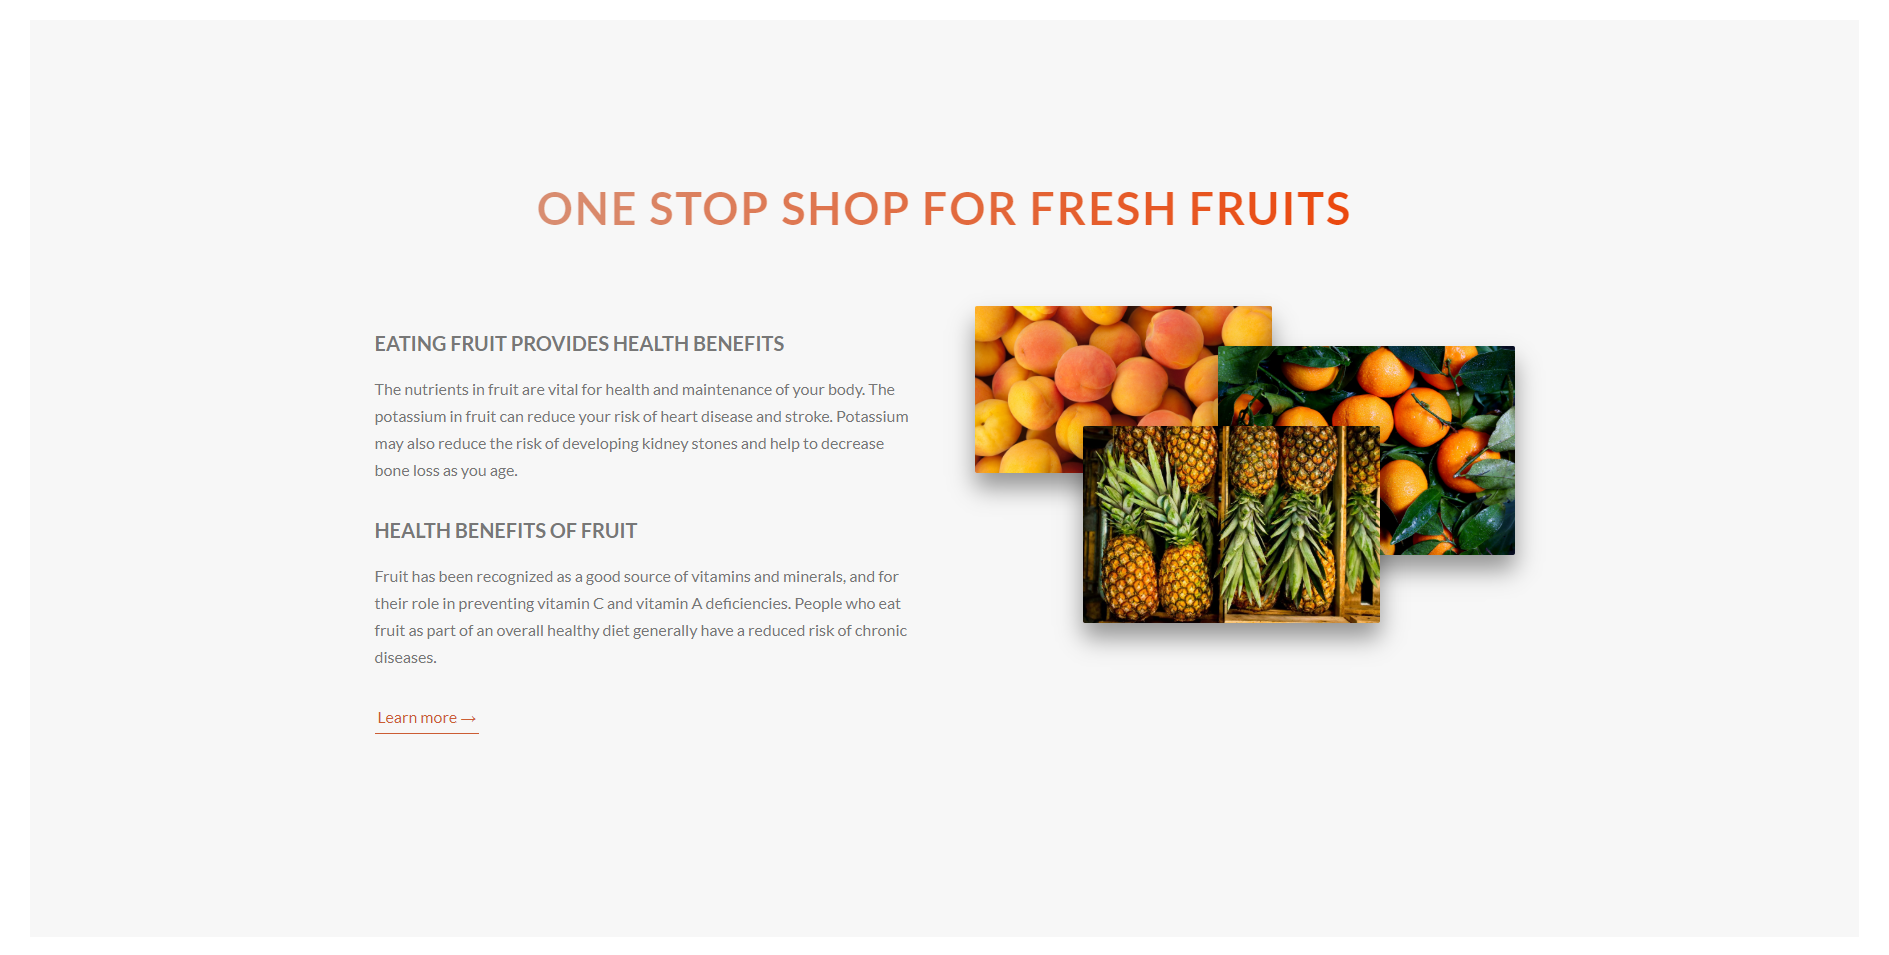 ONE STOP SHOP FOR FRESH FRUITS
EATING FRUIT PROVIDES HEALTH BENEFITS
The nutrients in fruit are vital for health and maintenance of your body. The
potassium in fruit can reduce your risk of heart disease and stroke. Potassium
may also reduce the risk of developing kidney stones and help to decrease
bone loss as you age.
HEALTH BENEFITS OF FRUIT
Fruit has been recognized as a good source of vitamins and minerals, and for
their role in preventing vitamin C and vitamin A deficiencies. People who eat
fruit as part of an overall healthy diet generally have a reduced risk of chronic
diseases.
Learn more →